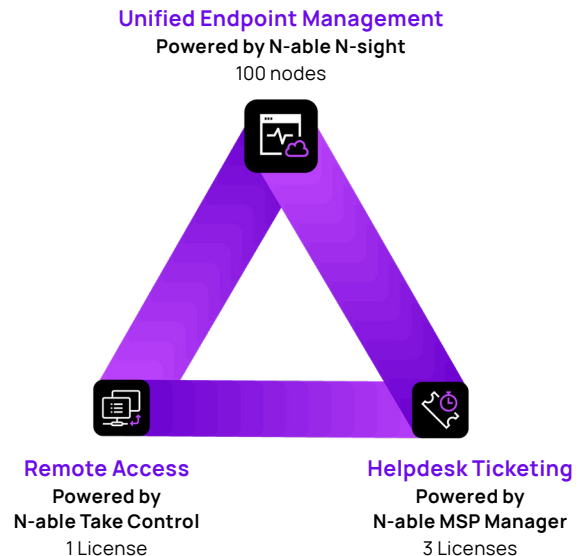 Unified Endpoint Management
Powered by N-able N-sight
100 nodes
Remote Access
Powered by
N-able Take Control
1 License
Helpdesk Ticketing
Powered by
N-able MSP Manager
3 Licenses